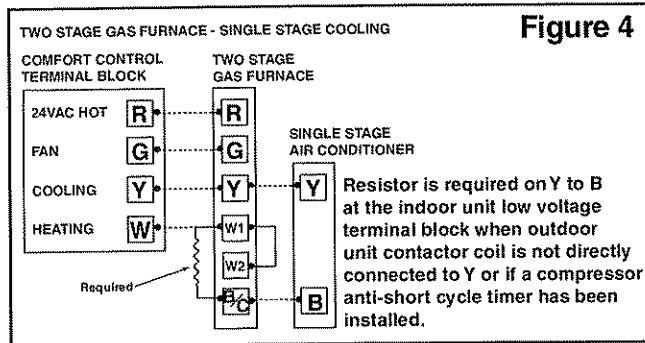 TWO STAGE GAS FURNACE - SINGLE STAGE COOLING
Figure 4
COMFORT CONTROL
TERMINAL BLOCK
TWO STAGE
GAS FURNACE
SINGLE STAGE
AIR CONDITIONER
24VAC HOT R R
FAN G G
COOLING Y Y Y
HEATING W W1
W2
B/C B
Required
Resistor is required on Y to B
at the indoor unit low voltage
terminal block when outdoor
unit contactor coil is not directly
connected to Y or if a compressor
anti-short cycle timer has been
installed.